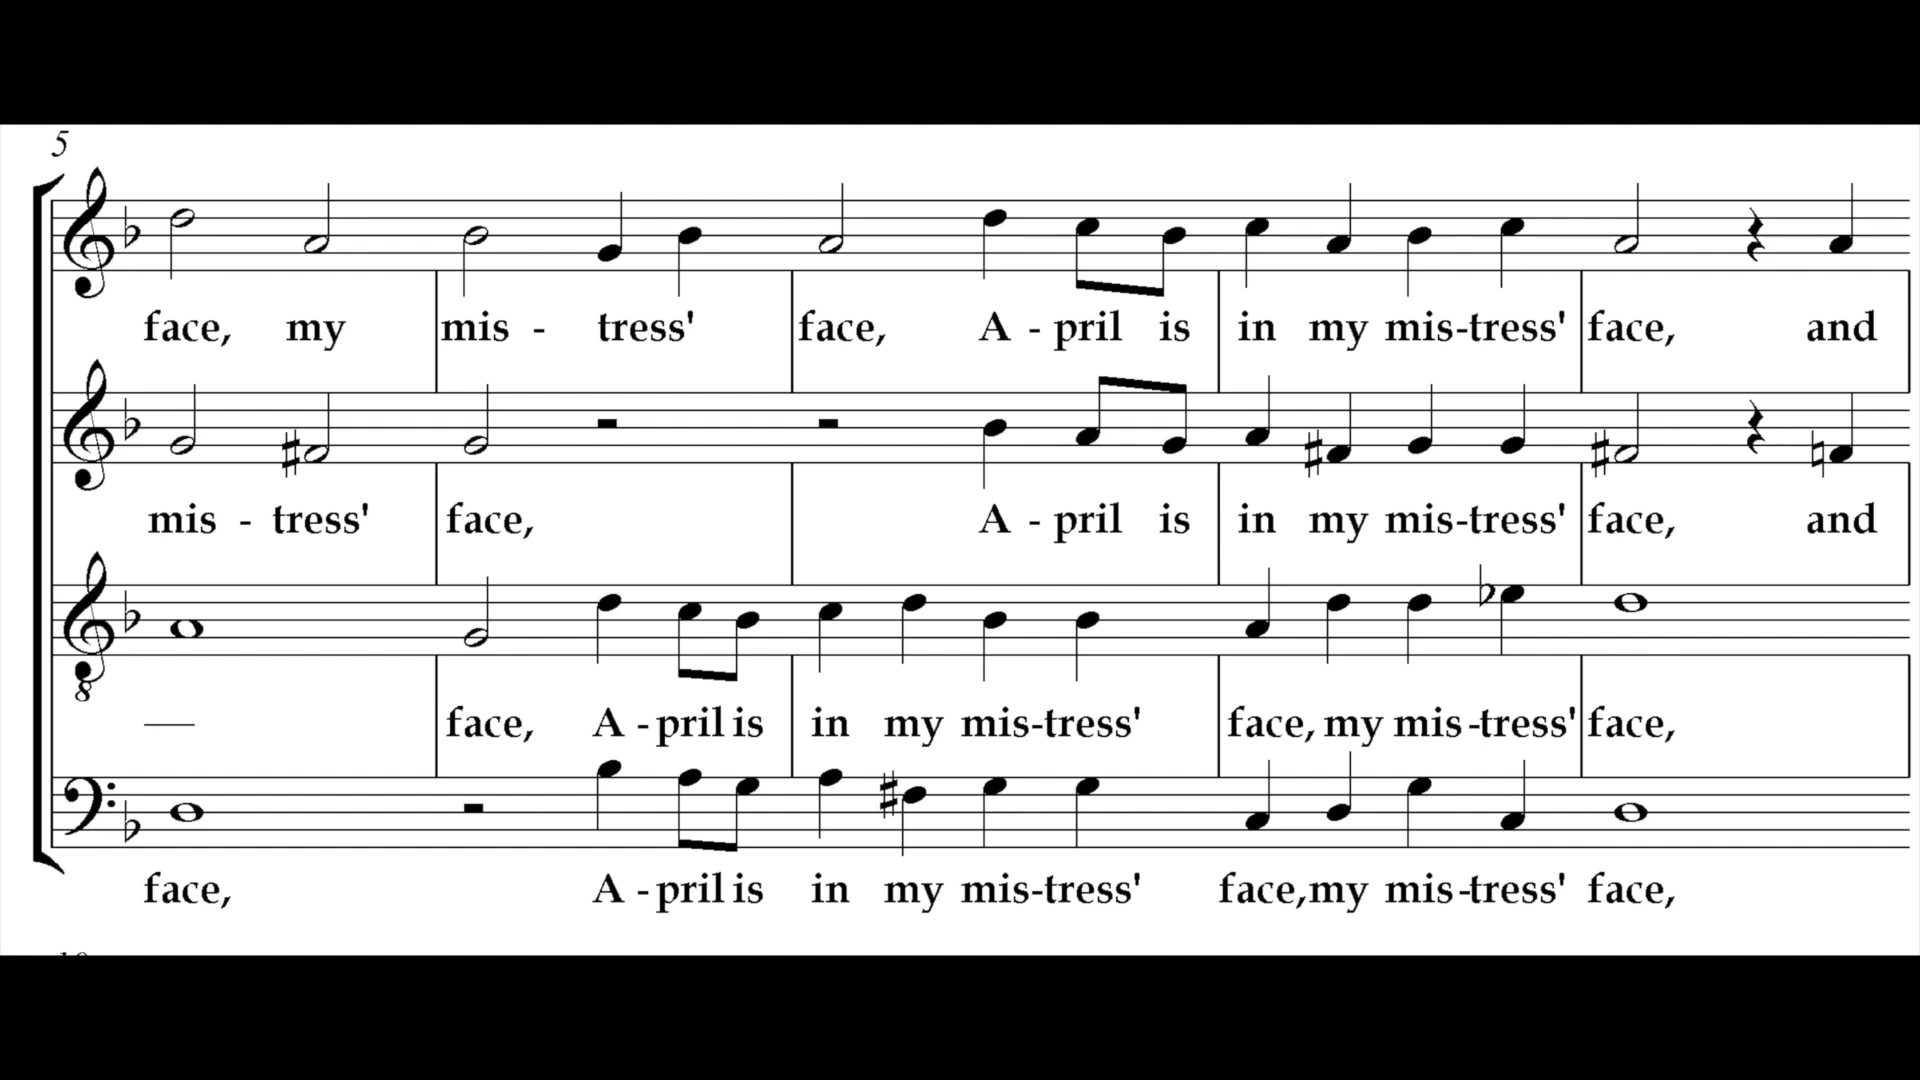 5
face, my mis - tress' face, A - pril is in my mis-tress' face, and
mis - tress' face, A - pril is in my mis-tress' face, and
8
face, A - pril is in my mis-tress' face, my mis-tress' face,
face, A - pril is in my mis-tress' face, my mis-tress' face,